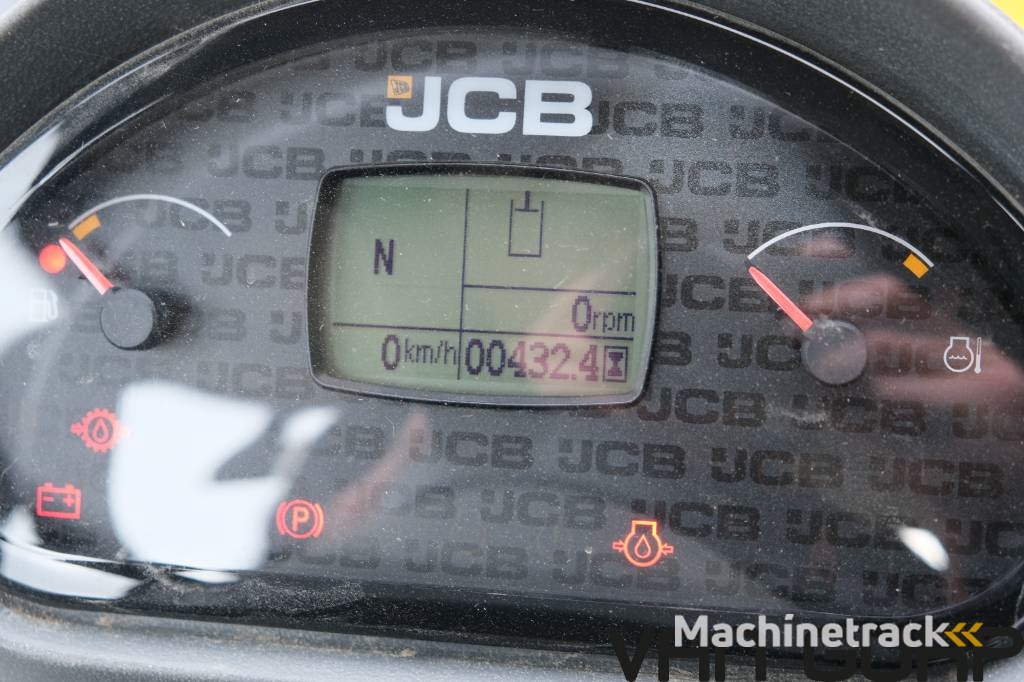 JCB
N
0rpm
0km/h 00432.4
P
Machinetrack